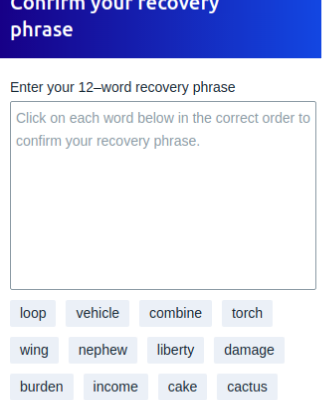 Confirm your recovery
phrase
Enter your 12–word recovery phrase
Click on each word below in the correct order to
confirm your recovery phrase.
loop vehicle combine torch
wing nephew liberty damage
burden income cake cactus